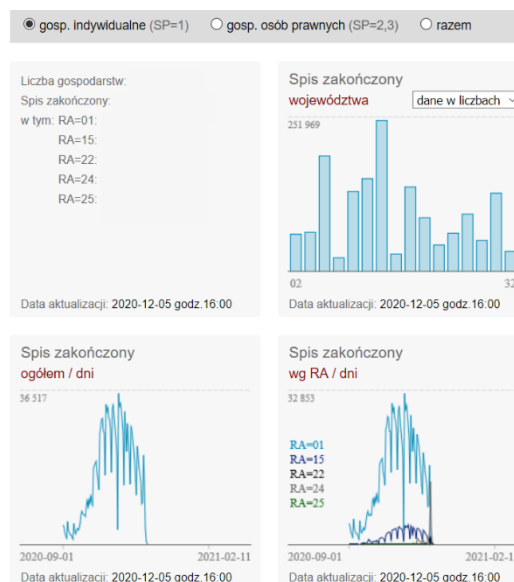 gosp. indywidualne (SP=1) gosp. osób prawnych (SP=2,3) razem
Liczba gospodarstw:
Spis zakończony:
w tym: RA=01:
RA=15:
RA=22:
RA=24:
RA=25:
Data aktualizacji: 2020-12-05 godz.16:00
Spis zakończony
województwa dane w liczbach
251 969
02 32
Data aktualizacji: 2020-12-05 godz.16:00
Spis zakończony
ogółem / dni
36 517
2020-09-01 2021-02-11
Data aktualizacji: 2020-12-05 godz.16:00
Spis zakończony
wg RA / dni
32 853
RA=01
RA=15
RA=22
RA=24
RA=25
2020-09-01 2021-02-1
Data aktualizacji: 2020-12-05 godz.16:00